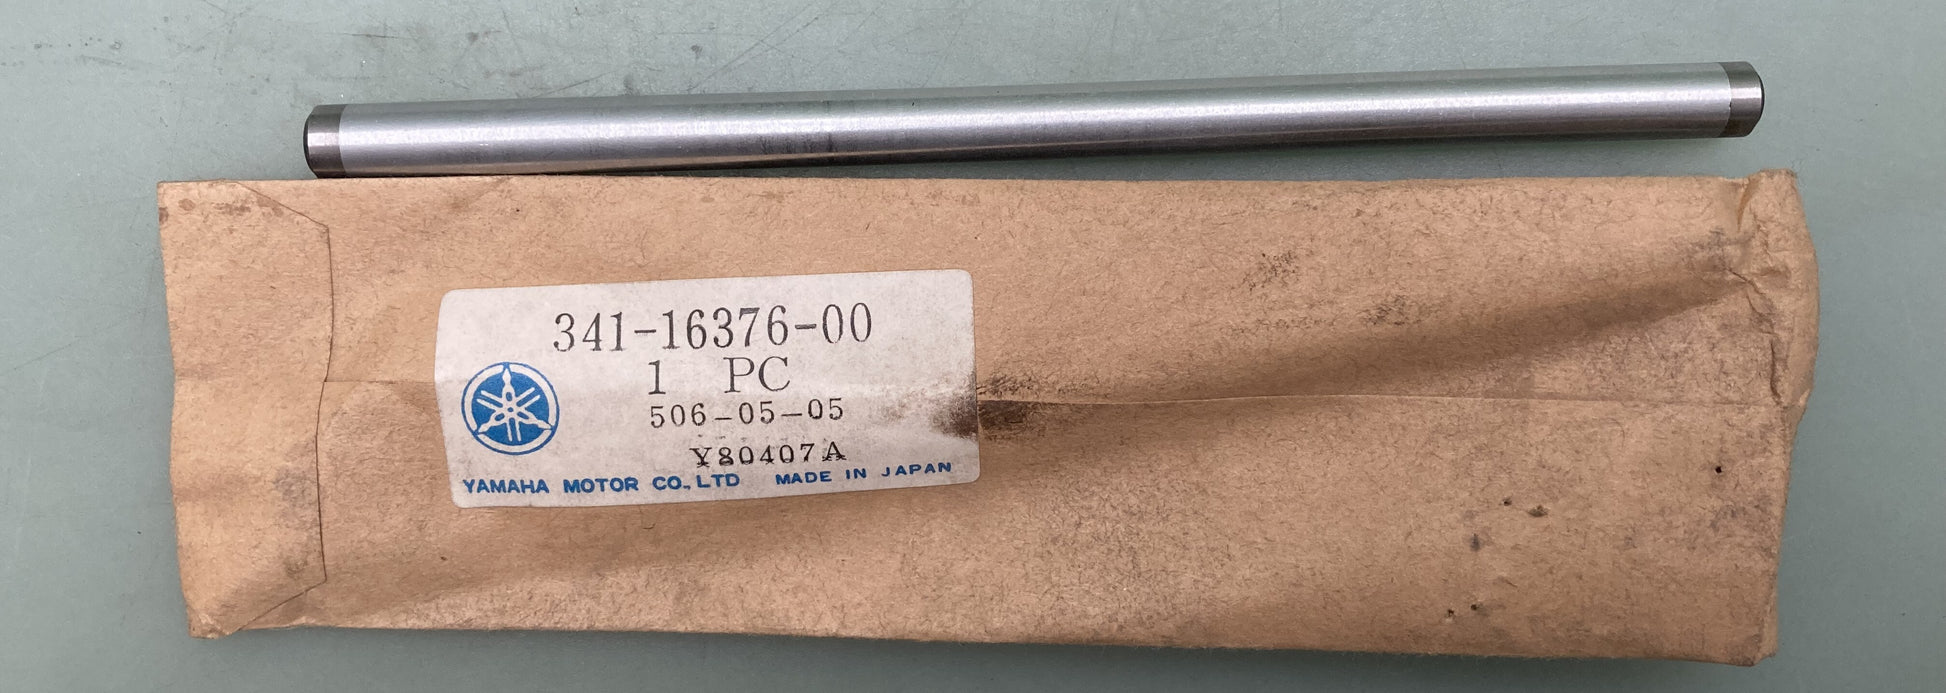 341-16376-00
1 PC
506-05-05
Y80407A
YAMAHA MOTOR CO., LTD MADE IN JAPAN